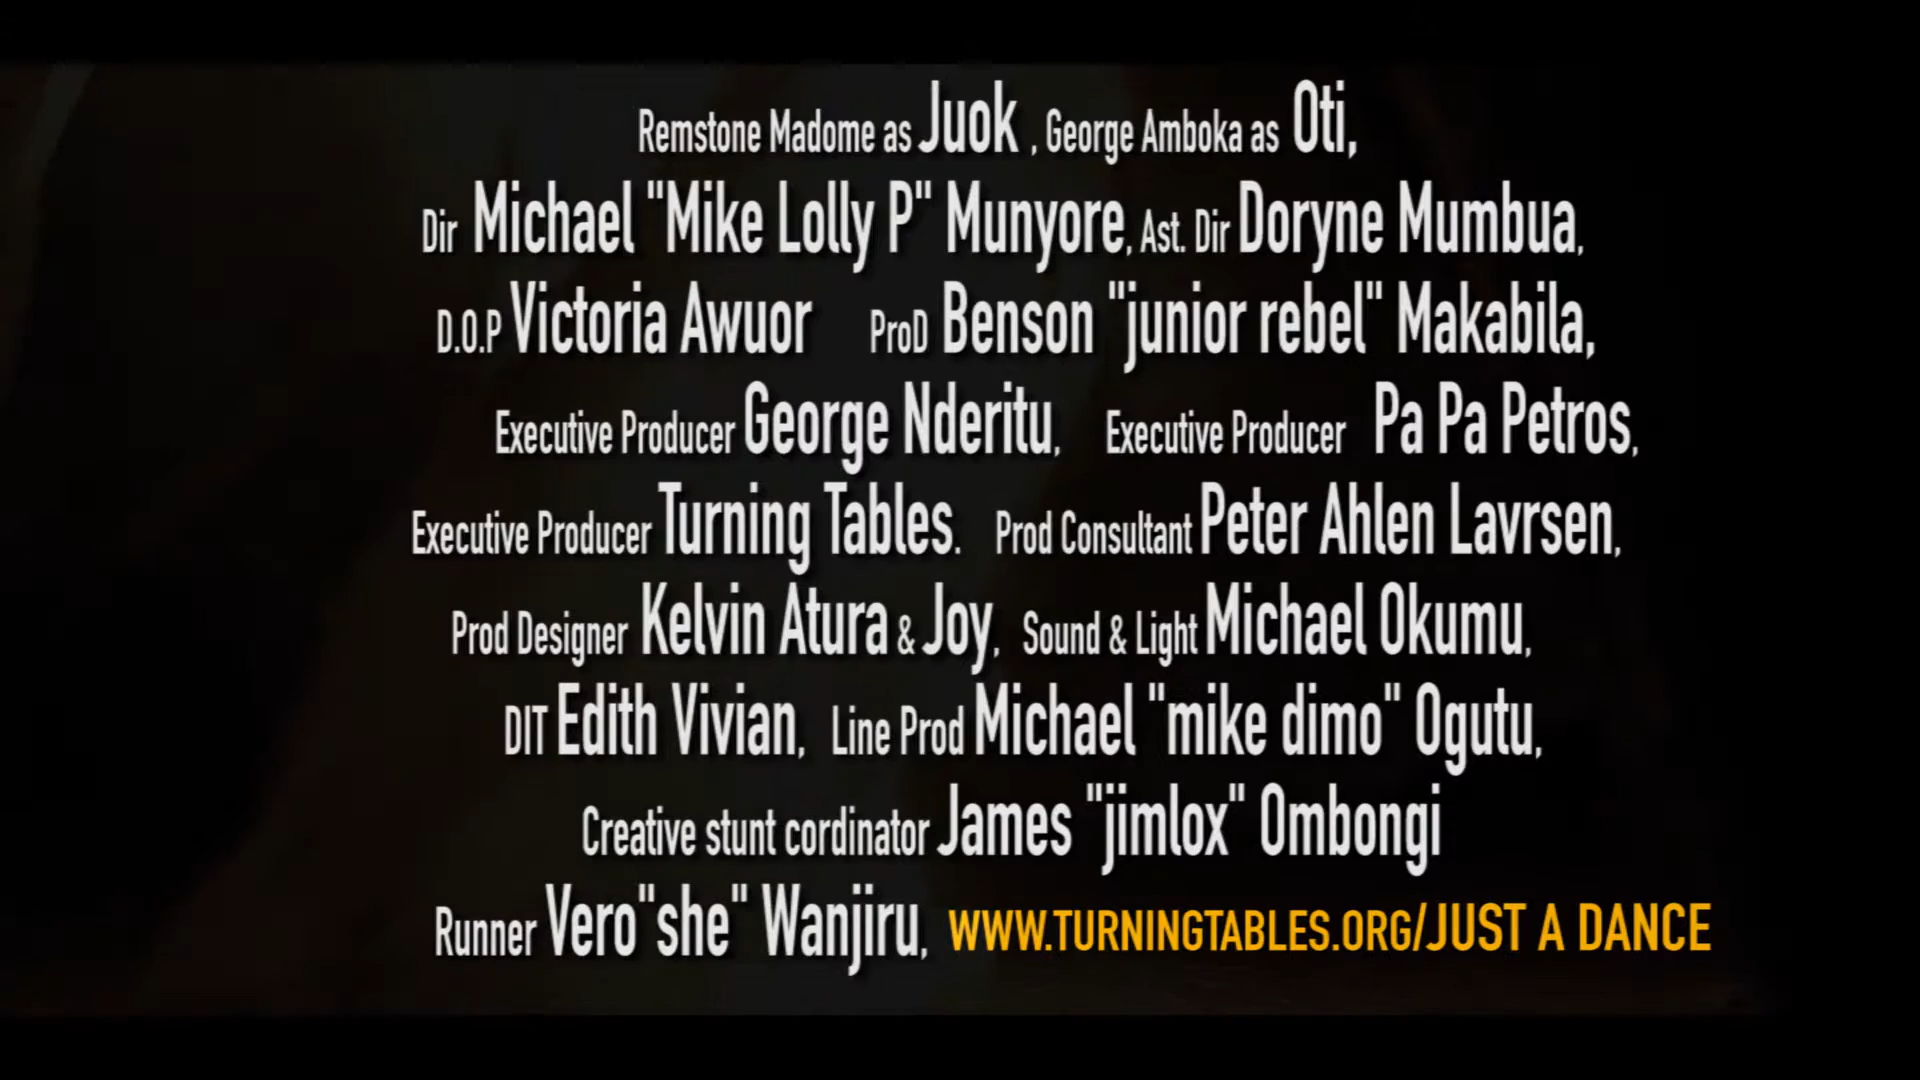 Remstone Madome as Juok , George Amboka as Oti,
Dir Michael "Mike Lolly P" Munyore, Ast. Dir Doryne Mumbua,
D.O.P Victoria Awuor ProD Benson "junior rebel" Makabila,
Executive Producer George Nderitu, Executive Producer Pa Pa Petros,
Executive Producer Turning Tables. Prod Consultant Peter Ahlen Lavrsen,
Prod Designer Kelvin Atura & Joy, Sound & Light Michael Okumu,
DIT Edith Vivian, Line Prod Michael "mike dimo" Ogutu,
Creative stunt cordinator James "jimlox" Ombongi
Runner Vero"she" Wanjiru, WWW.TURNINGTABLES.ORG/JUST A DANCE